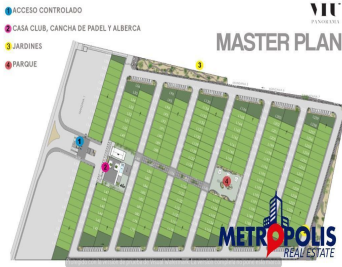 1 ACCESO CONTROLADO
2 CASA CLUB, CANCHA DE PADEL Y ALBERCA
3 JARDINES
4 PARQUE
VIU
PANORAMA
MASTER PLAN
3
1
2
4
METROPOLIS
REAL ESTATE